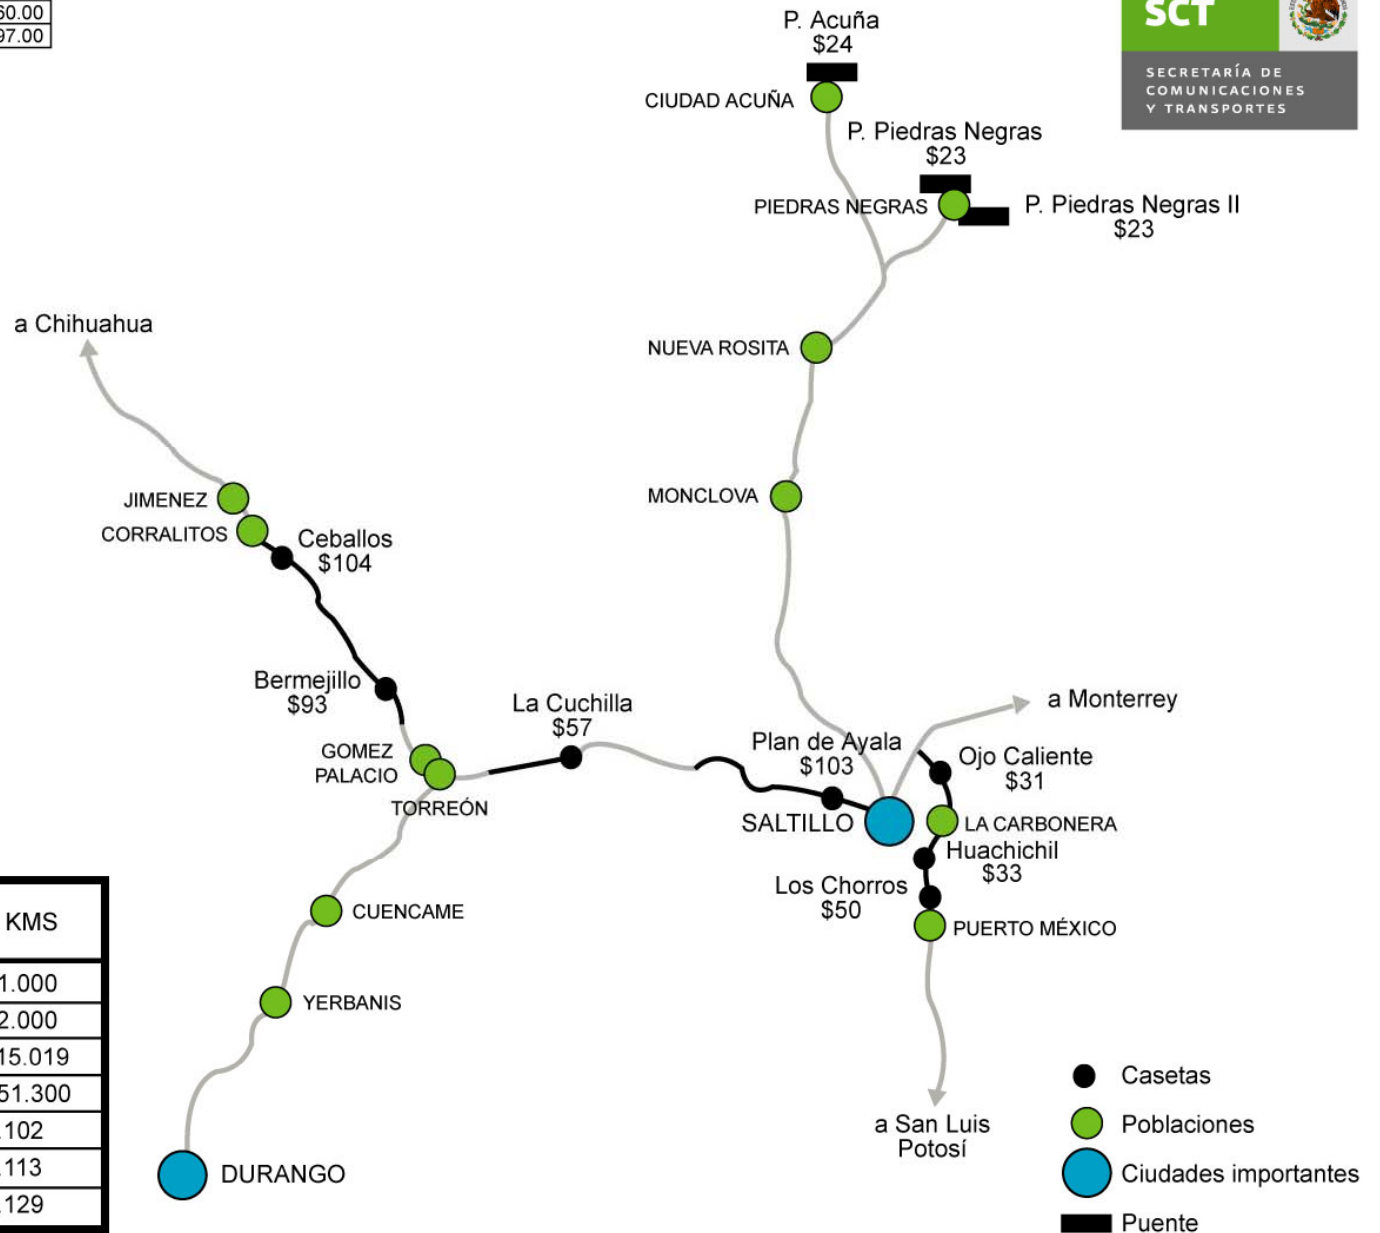 60.00
97.00
SCT
SECRETARÍA DE
COMUNICACIONES
Y TRANSPORTES
P. Acuña
$24
CIUDAD ACUÑA
P. Piedras Negras
$23
PIEDRAS NEGRAS
P. Piedras Negras II
$23
a Chihuahua
NUEVA ROSITA
JIMENEZ
CORRALITOS
MONCLOVA
Ceballos
$104
Bermejillo
$93
La Cuchilla
$57
a Monterrey
Plan de Ayala
$103
Ojo Caliente
$31
GOMEZ
PALACIO
TORREÓN
SALTILLO
LA CARBONERA
Huachichil
$33
Los Chorros
$50
PUERTO MÉXICO
CUENCAME
YERBANIS
DURANGO
a San Luis
Potosí
KMS
1.000
2.000
15.019
51.300
.102
.113
.129
Casetas
Poblaciones
Ciudades importantes
Puente